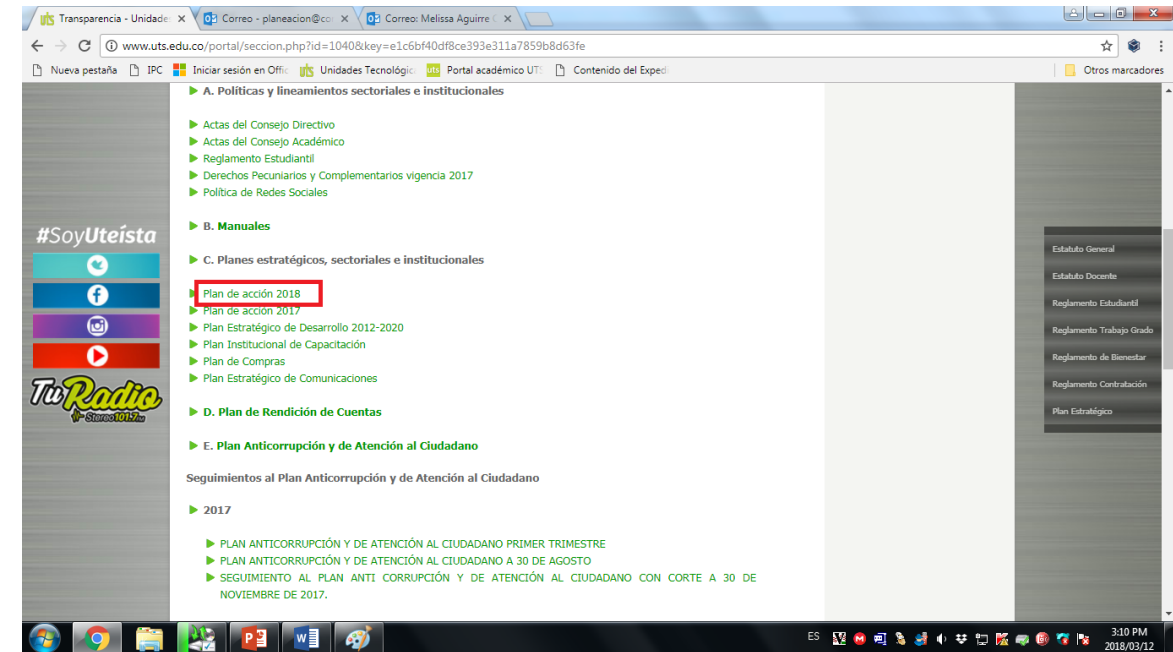 Transparencia - Unidade
Correo - planeacion@co
Correo: Melissa Aguirre
www.uts.edu.co/portal/seccion.php?id=1040&key=e1c6bf40df8ce393e311a7859b8d63fe
Nueva pestaña IPC Iniciar sesión en Offic Unidades Tecnológic Portal académico UTS Contenido del Exped Otros marcadores
A. Políticas y lineamientos sectoriales e institucionales
Actas del Consejo Directivo
Actas del Consejo Académico
Reglamento Estudiantil
Derechos Pecuniarios y Complementarios vigencia 2017
Política de Redes Sociales
B. Manuales
C. Planes estratégicos, sectoriales e institucionales
Plan de acción 2018
Plan de acción 2017
Plan Estratégico de Desarrollo 2012-2020
Plan Institucional de Capacitación
Plan de Compras
Plan Estratégico de Comunicaciones
D. Plan de Rendición de Cuentas
E. Plan Anticorrupción y de Atención al Ciudadano
Seguimientos al Plan Anticorrupción y de Atención al Ciudadano
2017
PLAN ANTICORRUPCIÓN Y DE ATENCIÓN AL CIUDADANO PRIMER TRIMESTRE
PLAN ANTICORRUPCIÓN Y DE ATENCIÓN AL CIUDADANO A 30 DE AGOSTO
SEGUIMIENTO AL PLAN ANTI CORRUPCIÓN Y DE ATENCIÓN AL CIUDADANO CON CORTE A 30 DE
NOVIEMBRE DE 2017.
#SoyUteísta
TuRadio
Stereo101.7FM
Estatuto General
Estatuto Docente
Reglamento Estudiantil
Reglamento Trabajo Grado
Reglamento de Bienestar
Reglamento Contratación
Plan Estratégico
ES
3:10 PM
2018/03/12